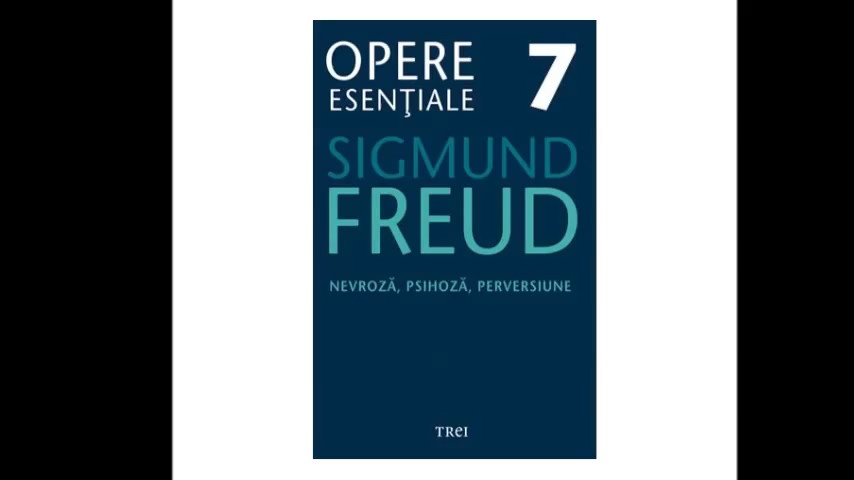 OPERE 7
ESENŢIALE
SIGMUND
FREUD
NEVROZĂ, PSIHOZĂ, PERVERSIUNE
TREI